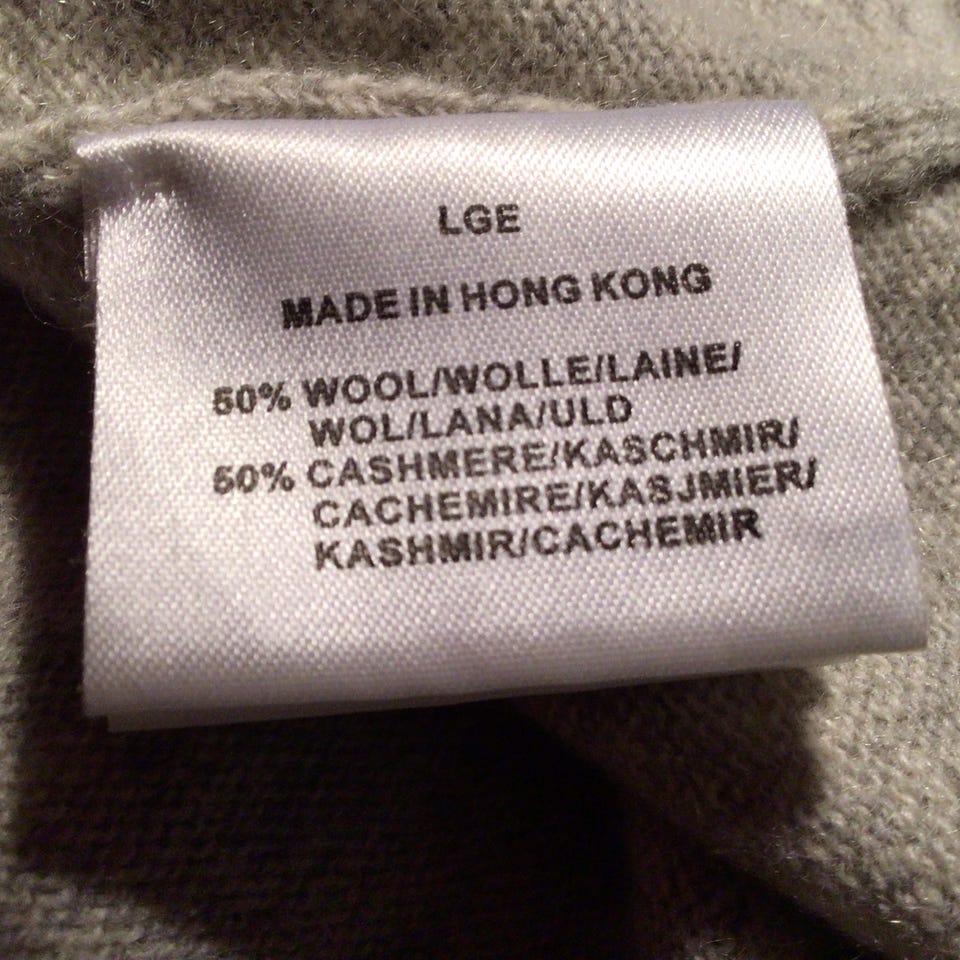 LGE
MADE IN HONG KONG
50% WOOL/WOLLE/LAINE/
WOL/LANA/ULD
50% CASHMERE/KASCHMIR/
CACHEMIRE/KASJMIER/
KASHMIR/CACHEMIR